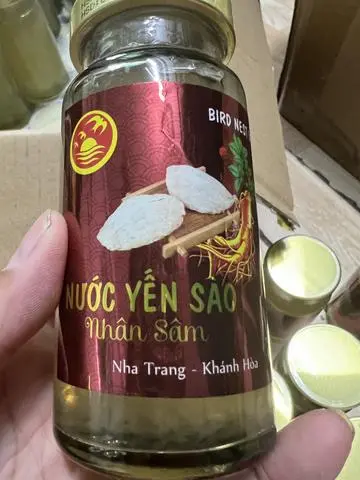 BIRD NEST
NƯỚC YẾN SÀO
Nhân Sâm
Nha Trang - Khánh Hòa